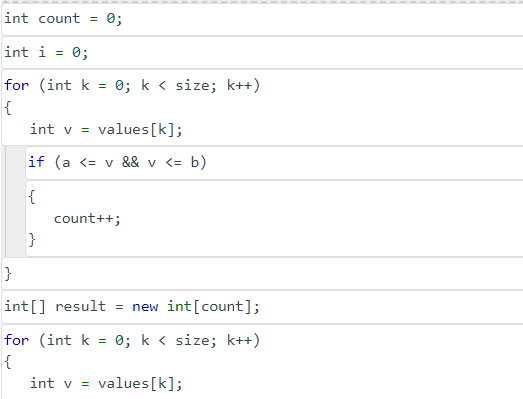 int count = 0;
int i = 0;
for (int k = 0; k < size; k++)
{
int v = values[k];
if (a <= v && v <= b)
{
count++;
}
}
int[] result = new int[count];
for (int k = 0; k < size; k++)
{
int v = values[k];